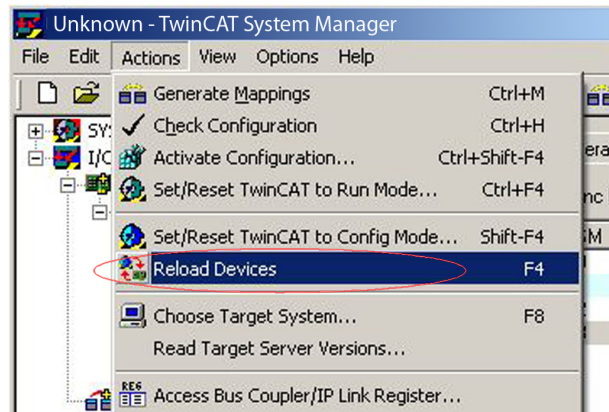 Unknown - TwinCAT System Manager
File Edit Actions View Options Help
Generate Mappings Ctrl+M
Check Configuration Ctrl+H
Activate Configuration... Ctrl+Shift-F4
Set/Reset TwinCAT to Run Mode... Ctrl+F4
Set/Reset TwinCAT to Config Mode... Shift-F4
Reload Devices F4
Choose Target System... F8
Read Target Server Versions...
REG
Access Bus Coupler/IP Link Register...